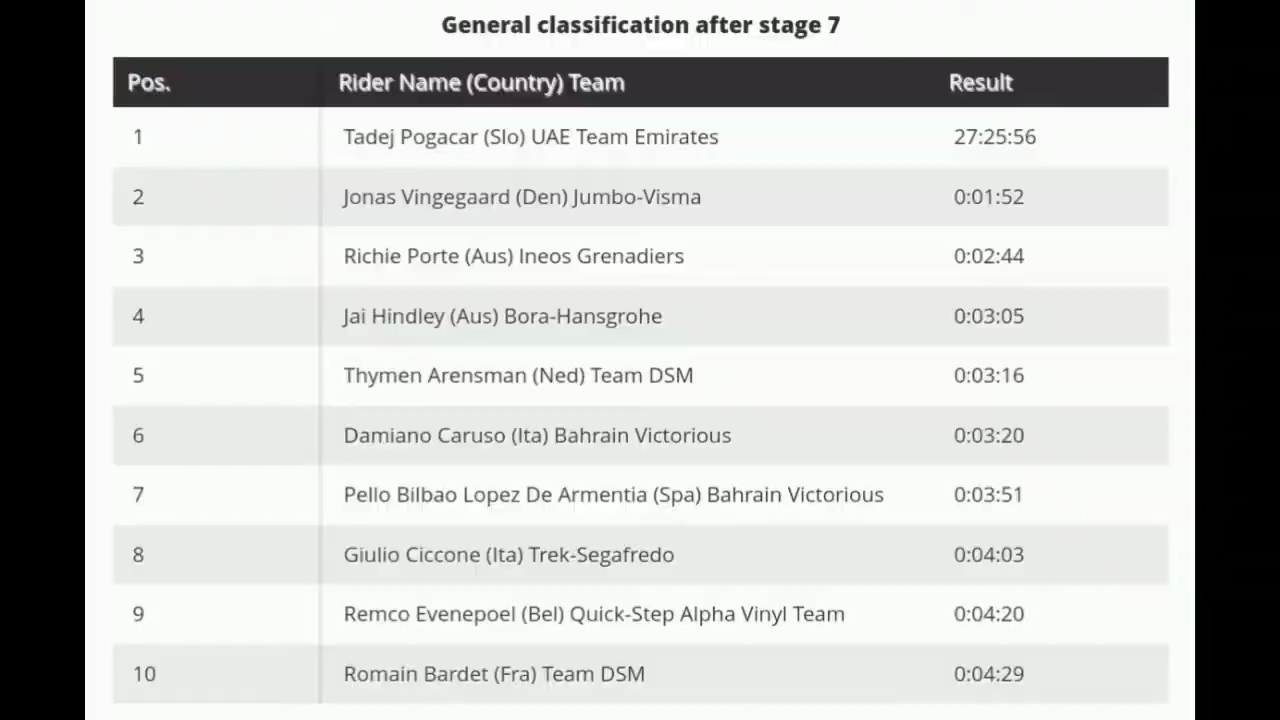 General classification after stage 7
Pos. Rider Name (Country) Team Result
1 Tadej Pogacar (Slo) UAE Team Emirates 27:25:56
2 Jonas Vingegaard (Den) Jumbo-Visma 0:01:52
3 Richie Porte (Aus) Ineos Grenadiers 0:02:44
4 Jai Hindley (Aus) Bora-Hansgrohe 0:03:05
5 Thymen Arensman (Ned) Team DSM 0:03:16
6 Damiano Caruso (Ita) Bahrain Victorious 0:03:20
7 Pello Bilbao Lopez De Armentia (Spa) Bahrain Victorious 0:03:51
8 Giulio Ciccone (Ita) Trek-Segafredo 0:04:03
9 Remco Evenepoel (Bel) Quick-Step Alpha Vinyl Team 0:04:20
10 Romain Bardet (Fra) Team DSM 0:04:29